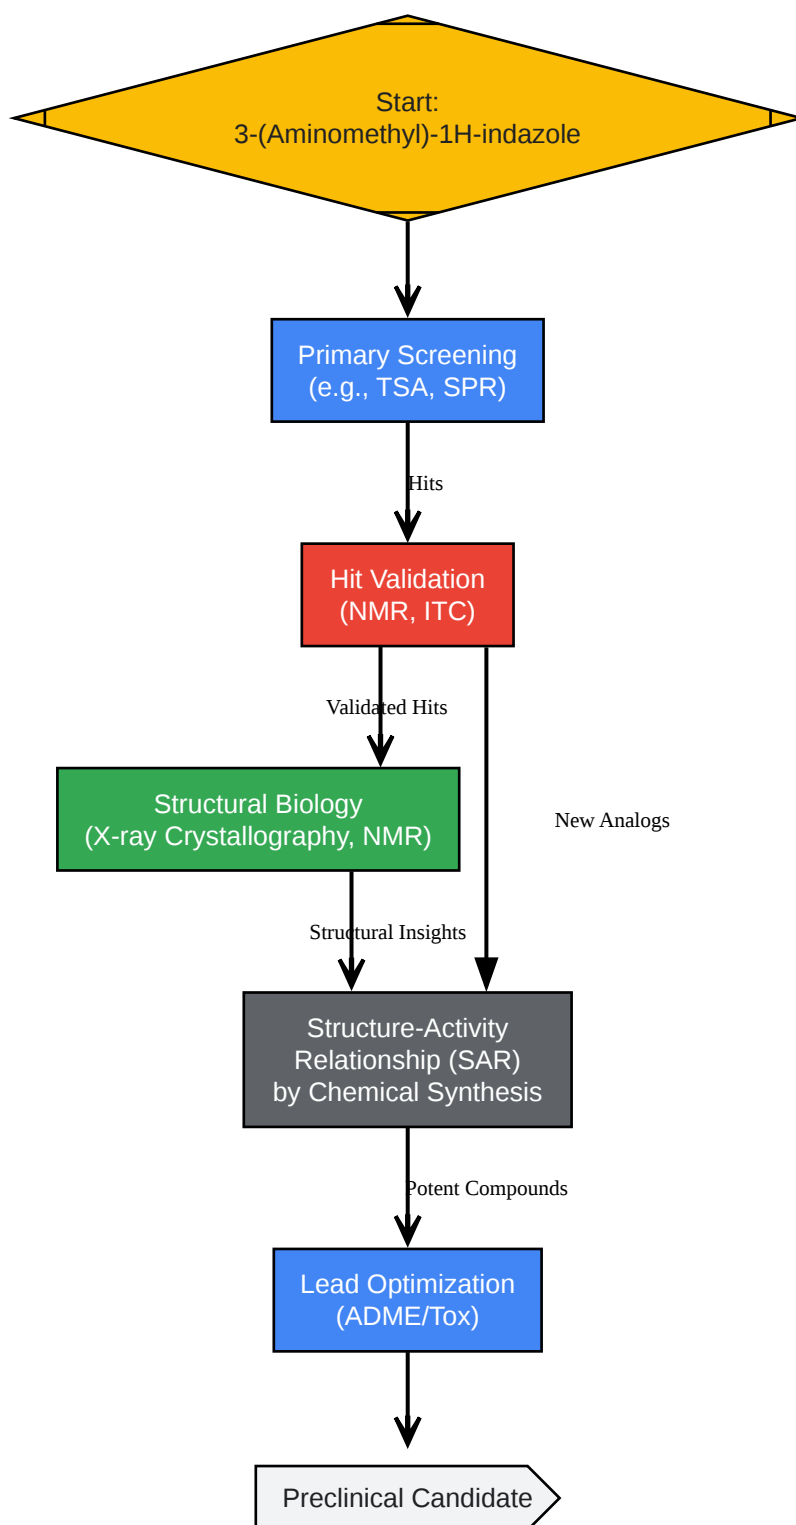 Start:
3-(Aminomethyl)-1H-indazole
Primary Screening
(e.g., TSA, SPR)
Hits
Hit Validation
(NMR, ITC)
Validated Hits
Structural Biology
(X-ray Crystallography, NMR)
New Analogs
Structural Insights
Structure-Activity
Relationship (SAR)
by Chemical Synthesis
Potent Compounds
Lead Optimization
(ADME/Tox)
Preclinical Candidate